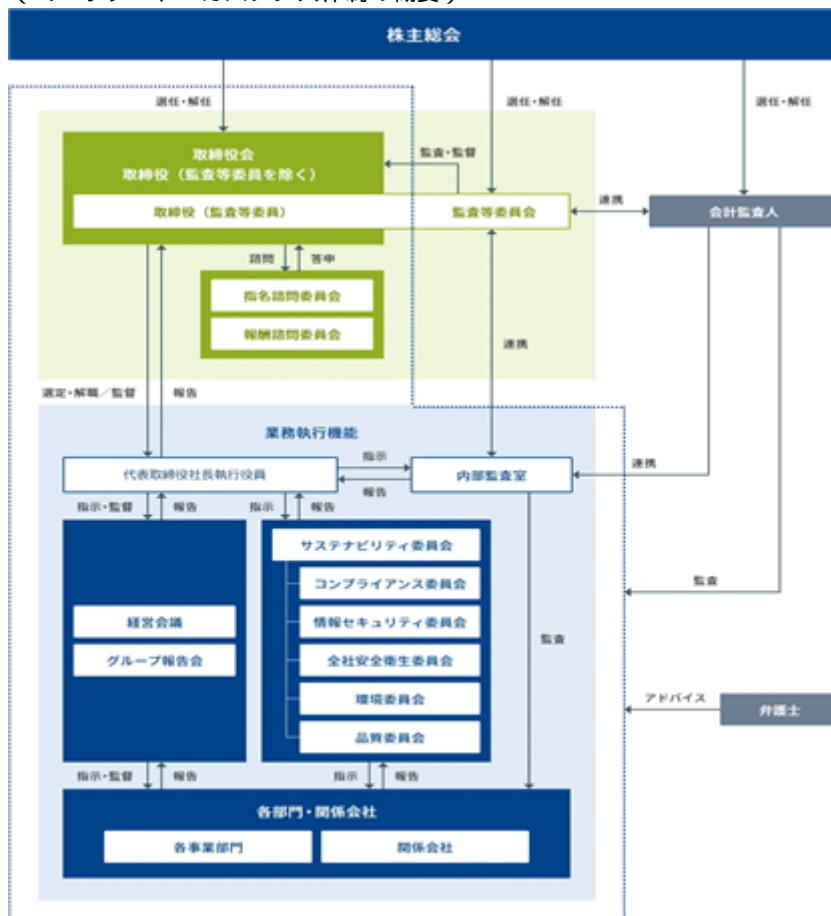 株主総会
選任・解任
選任・解任
選任・解任
取締役会
取締役（監査等委員を除く）
監査・監督
取締役（監査等委員）
監査等委員会
連携
会計監査人
諮問
答申
指名諮問委員会
報酬諮問委員会
連携
選定・解職／監督
報告
業務執行機能
代表取締役社長執行役員
指示
報告
内部監査室
連携
指示・監督
報告
指示
報告
サステナビリティ委員会
コンプライアンス委員会
情報セキュリティ委員会
全社安全衛生委員会
環境委員会
品質委員会
経営会議
グループ報告会
監査
監査
アドバイス
弁護士
指示・監督
報告
指示
報告
各部門・関係会社
各事業部門
関係会社